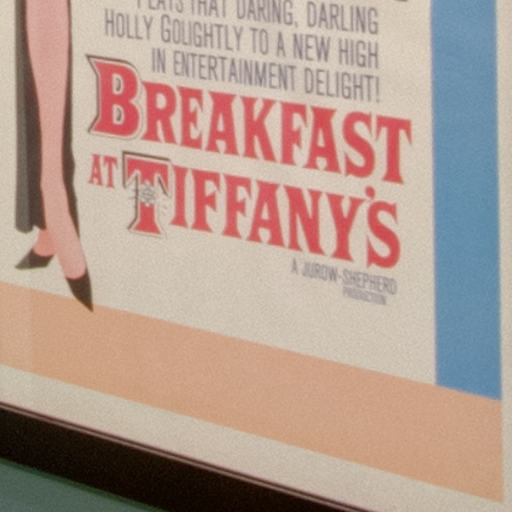 PLAYS THAT DARING, DARLING
HOLLY GOLIGHTLY TO A NEW HIGH
IN ENTERTAINMENT DELIGHT!
BREAKFAST
AT TIFFANY'S
A JUROW-SHEPHERD
PRODUCTION